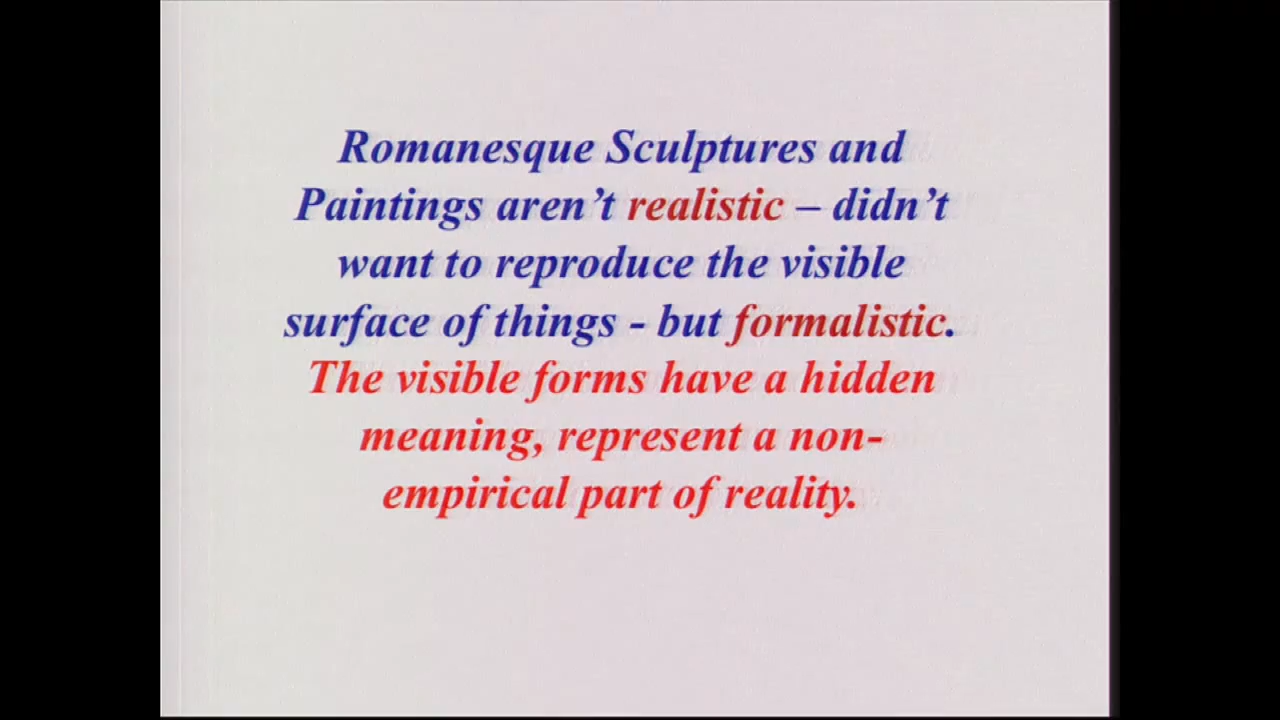 Romanesque Sculptures and
Paintings aren’t realistic – didn’t
want to reproduce the visible
surface of things - but formalistic.
The visible forms have a hidden
meaning, represent a non-
empirical part of reality.